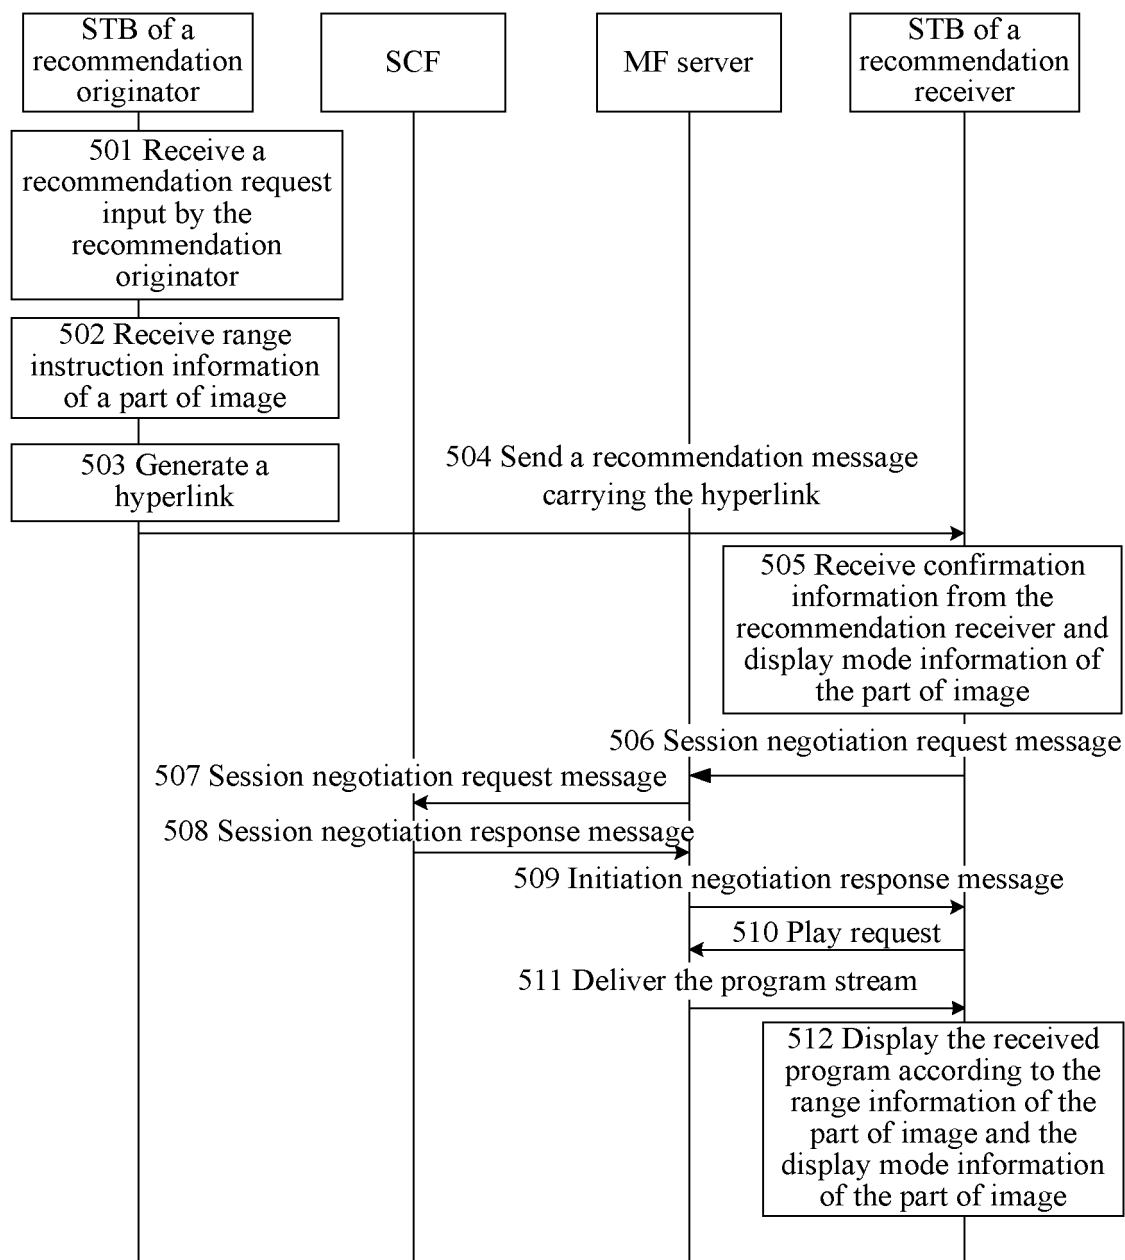 STB of a
recommendation
originator
SCF
MF server
STB of a
recommendation
receiver
501 Receive a
recommendation request
input by the
recommendation
originator
502 Receive range
instruction information
of a part of image
503 Generate a
hyperlink
504 Send a recommendation message
carrying the hyperlink
505 Receive confirmation
information from the
recommendation receiver and
display mode information of
the part of image
506 Session negotiation request message
507 Session negotiation request message
508 Session negotiation response message
509 Initiation negotiation response message
510 Play request
511 Deliver the program stream
512 Display the received
program according to the
range information of the
part of image and the
display mode information
of the part of image